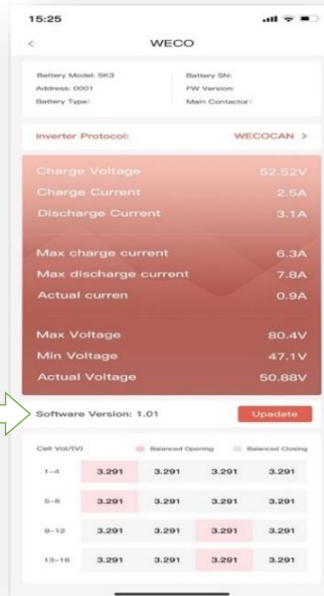 15:25
< WECO
Battery Model: 5K3 Battery SN:
Address: 0001 FW Version:
Battery Type: Main Contactor:
Inverter Protocol: WECOCAN >
Charge Voltage 52.52V
Charge Current 2.5A
Discharge Current 3.1A
Max charge current 6.3A
Max discharge current 7.8A
Actual curren 0.9A
Max Voltage 80.4V
Min Voltage 47.1V
Actual Voltage 50.88V
Software Version: 1.01 Upadate
Cell Vol/(V) Balanced Opening Balanced Closing
1-4 3.291 3.291 3.291 3.291
5-8 3.291 3.291 3.291 3.291
9-12 3.291 3.291 3.291 3.291
13-16 3.291 3.291 3.291 3.291